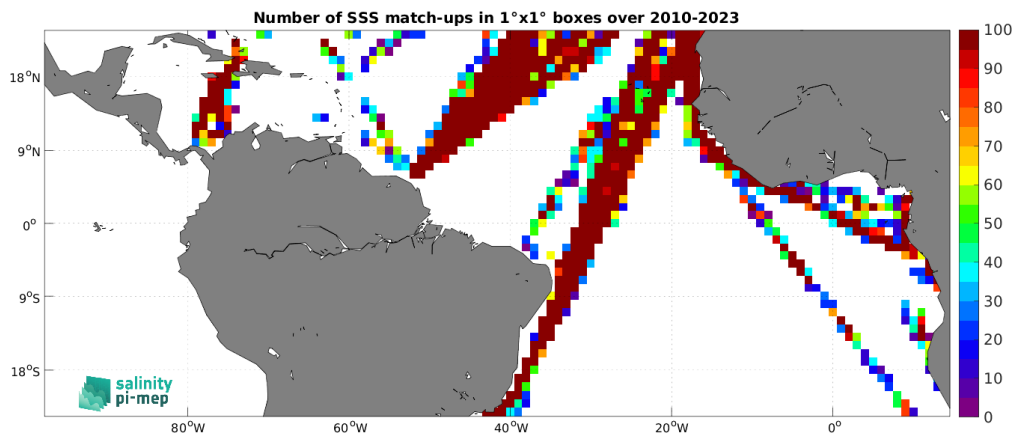 Number of SSS match-ups in 1°x1° boxes over 2010-2023
100
90
80
70
60
50
40
30
20
10
0
18°N
9°N
0°
9°S
18°S
80°W
60°W
40°W
20°W
0°
salinity
pi-mep